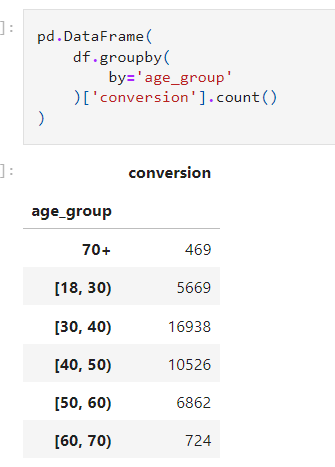 ]:
pd.DataFrame(
    df.groupby(
        by='age_group'
    )['conversion'].count()
)
]:
conversion
age_group
70+ 469
[18, 30) 5669
[30, 40) 16938
[40, 50) 10526
[50, 60) 6862
[60, 70) 724